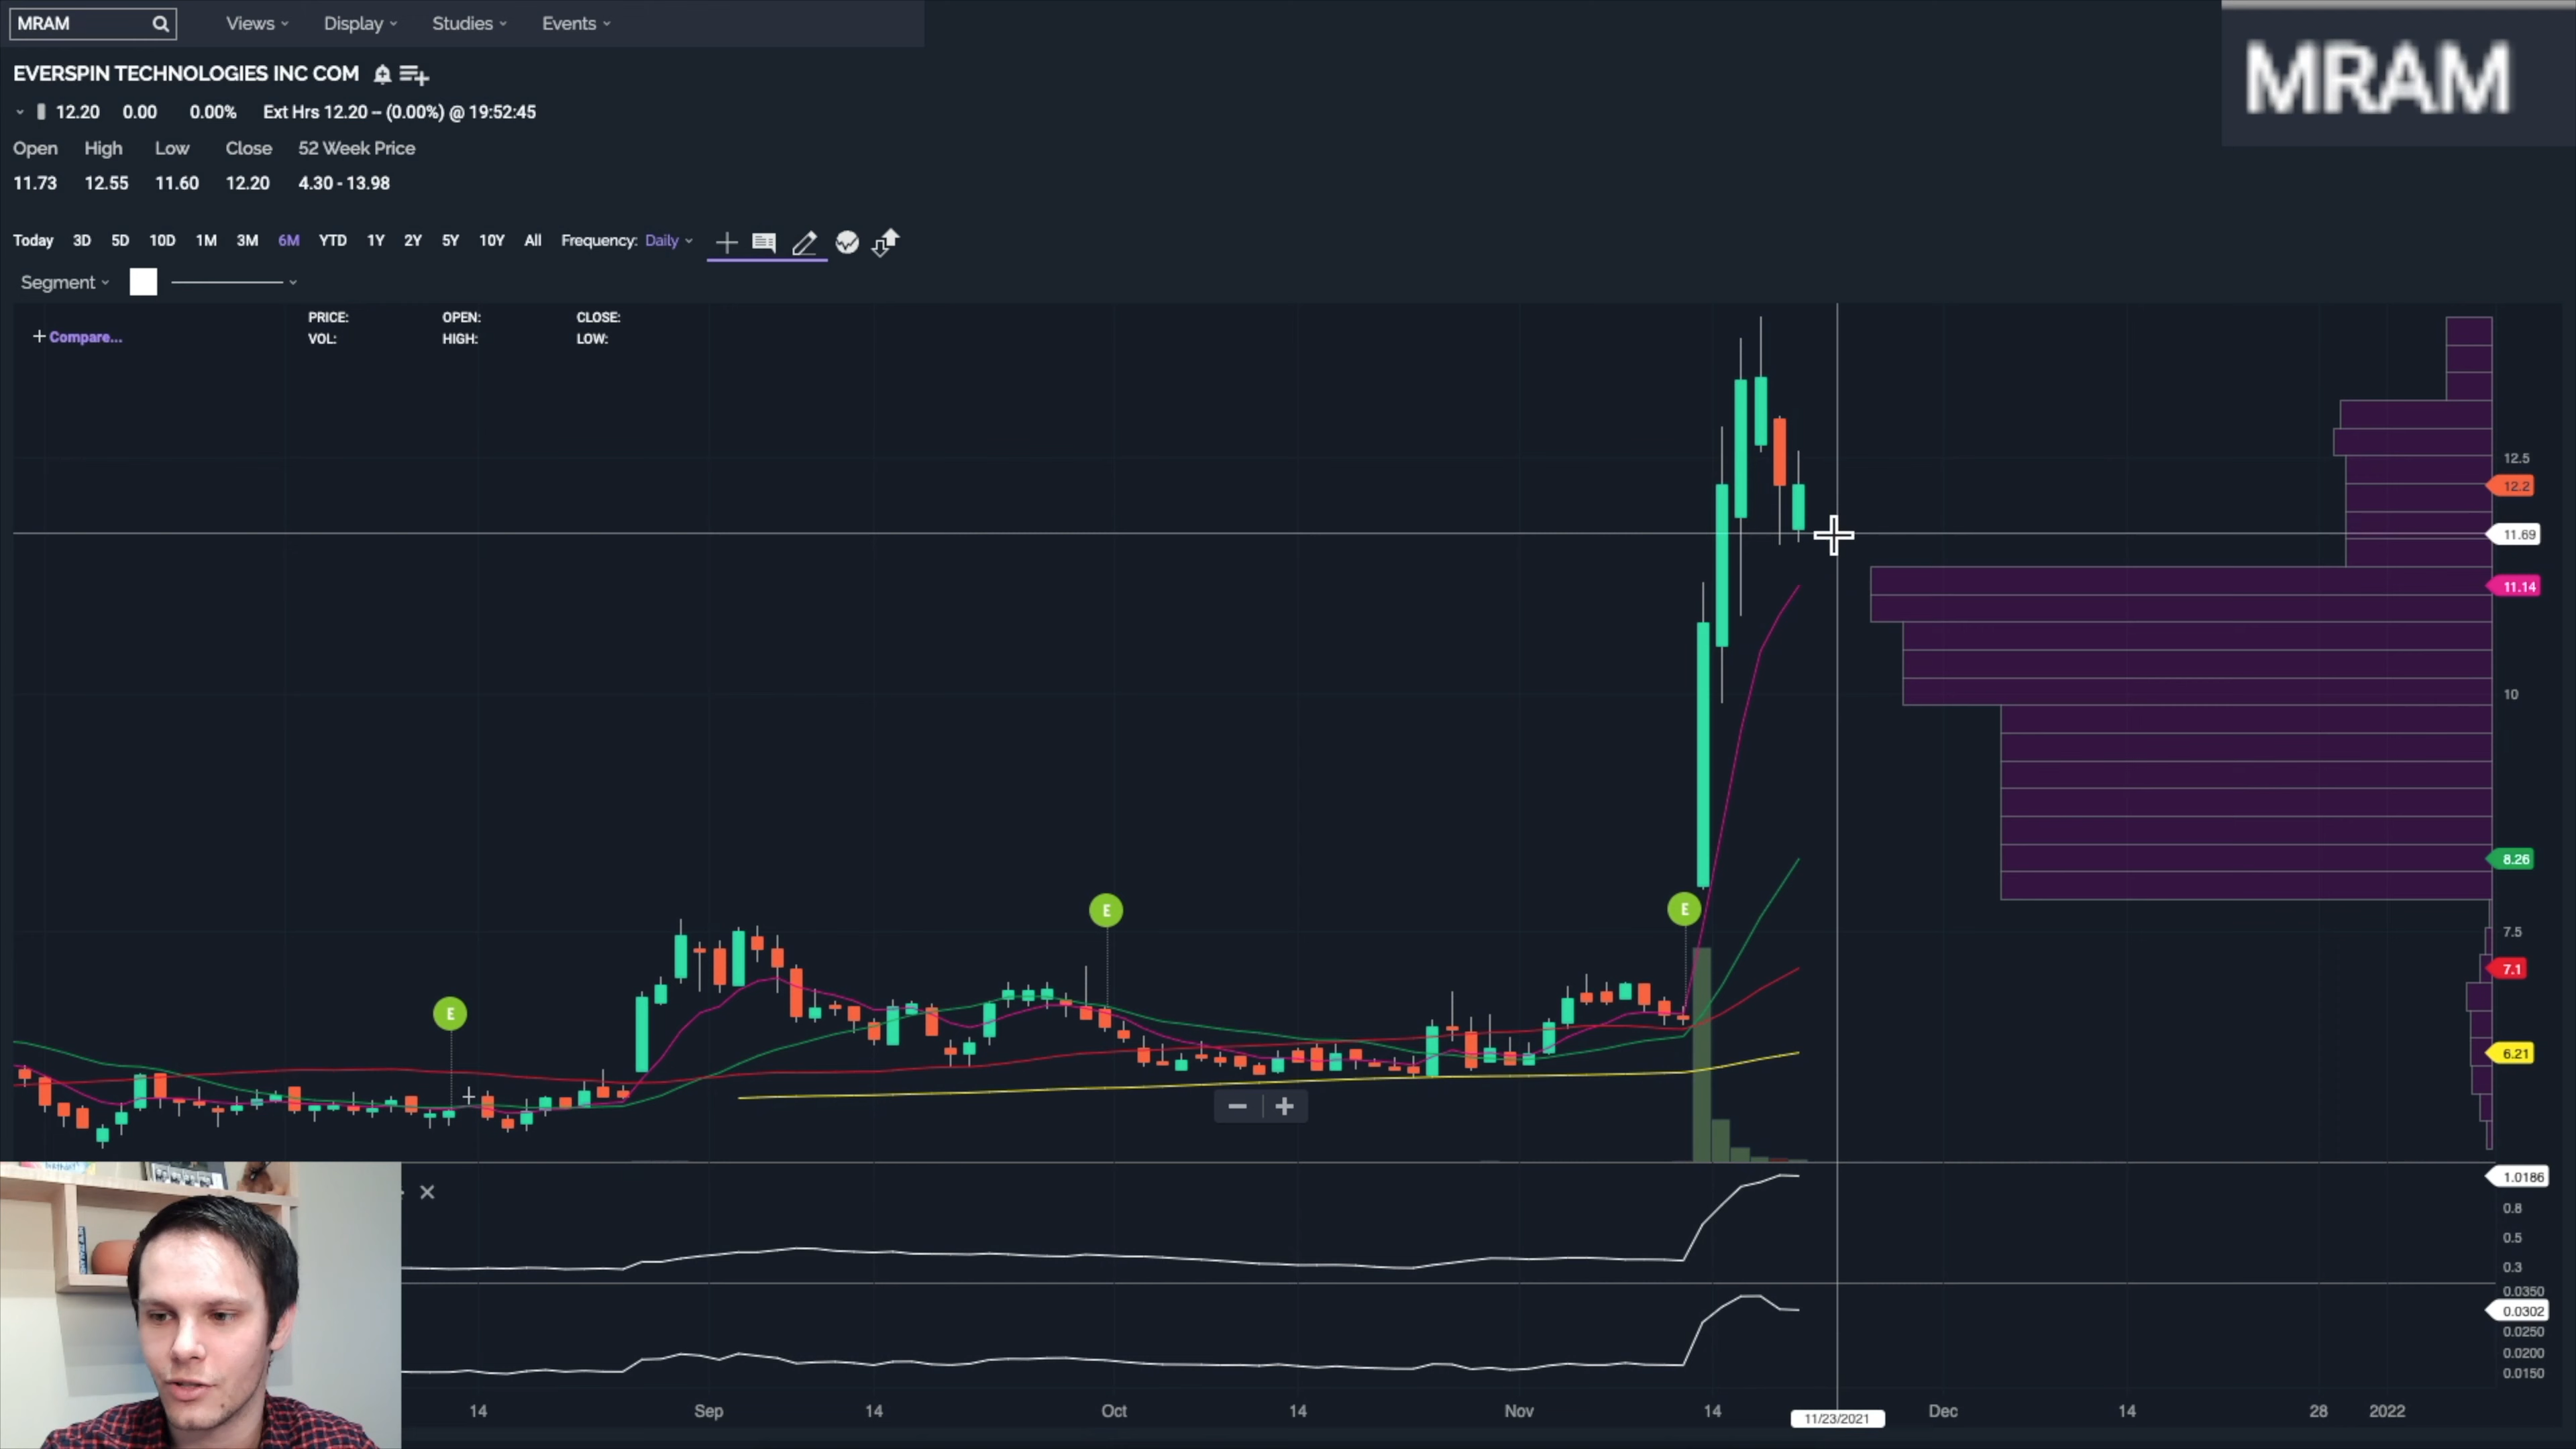 MRAM
Views
Display
Studies
Events
MRAM
EVERSPIN TECHNOLOGIES INC COM
12.20 0.00 0.00% Ext Hrs 12.20 – (0.00%) @ 19:52:45
Open High Low Close 52 Week Price
11.73 12.55 11.60 12.20 4.30 - 13.98
Today 3D 5D 10D 1M 3M 6M YTD 1Y 2Y 5Y 10Y All Frequency: Daily
Segment
+ Compare...
PRICE: OPEN: CLOSE:
VOL: HIGH: LOW:
12.5
12.2
11.69
11.14
10
8.26
E
E
E
7.5
7.1
6.21
1.0186
0.8
0.5
0.3
0.0350
0.0302
0.0250
0.0200
0.0150
14 Sep 14 Oct 14 Nov 14 11/23/2021 Dec 14 28 2022